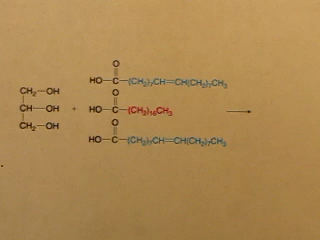 O
HO—C—(CH₂)₇CH=CH(CH₂)₇CH₃
CH₂—OH
O
CH—OH + HO—C—(CH₂)₁₆CH₃
CH₂—OH
O
HO—C—(CH₂)₇CH=CH(CH₂)₇CH₃